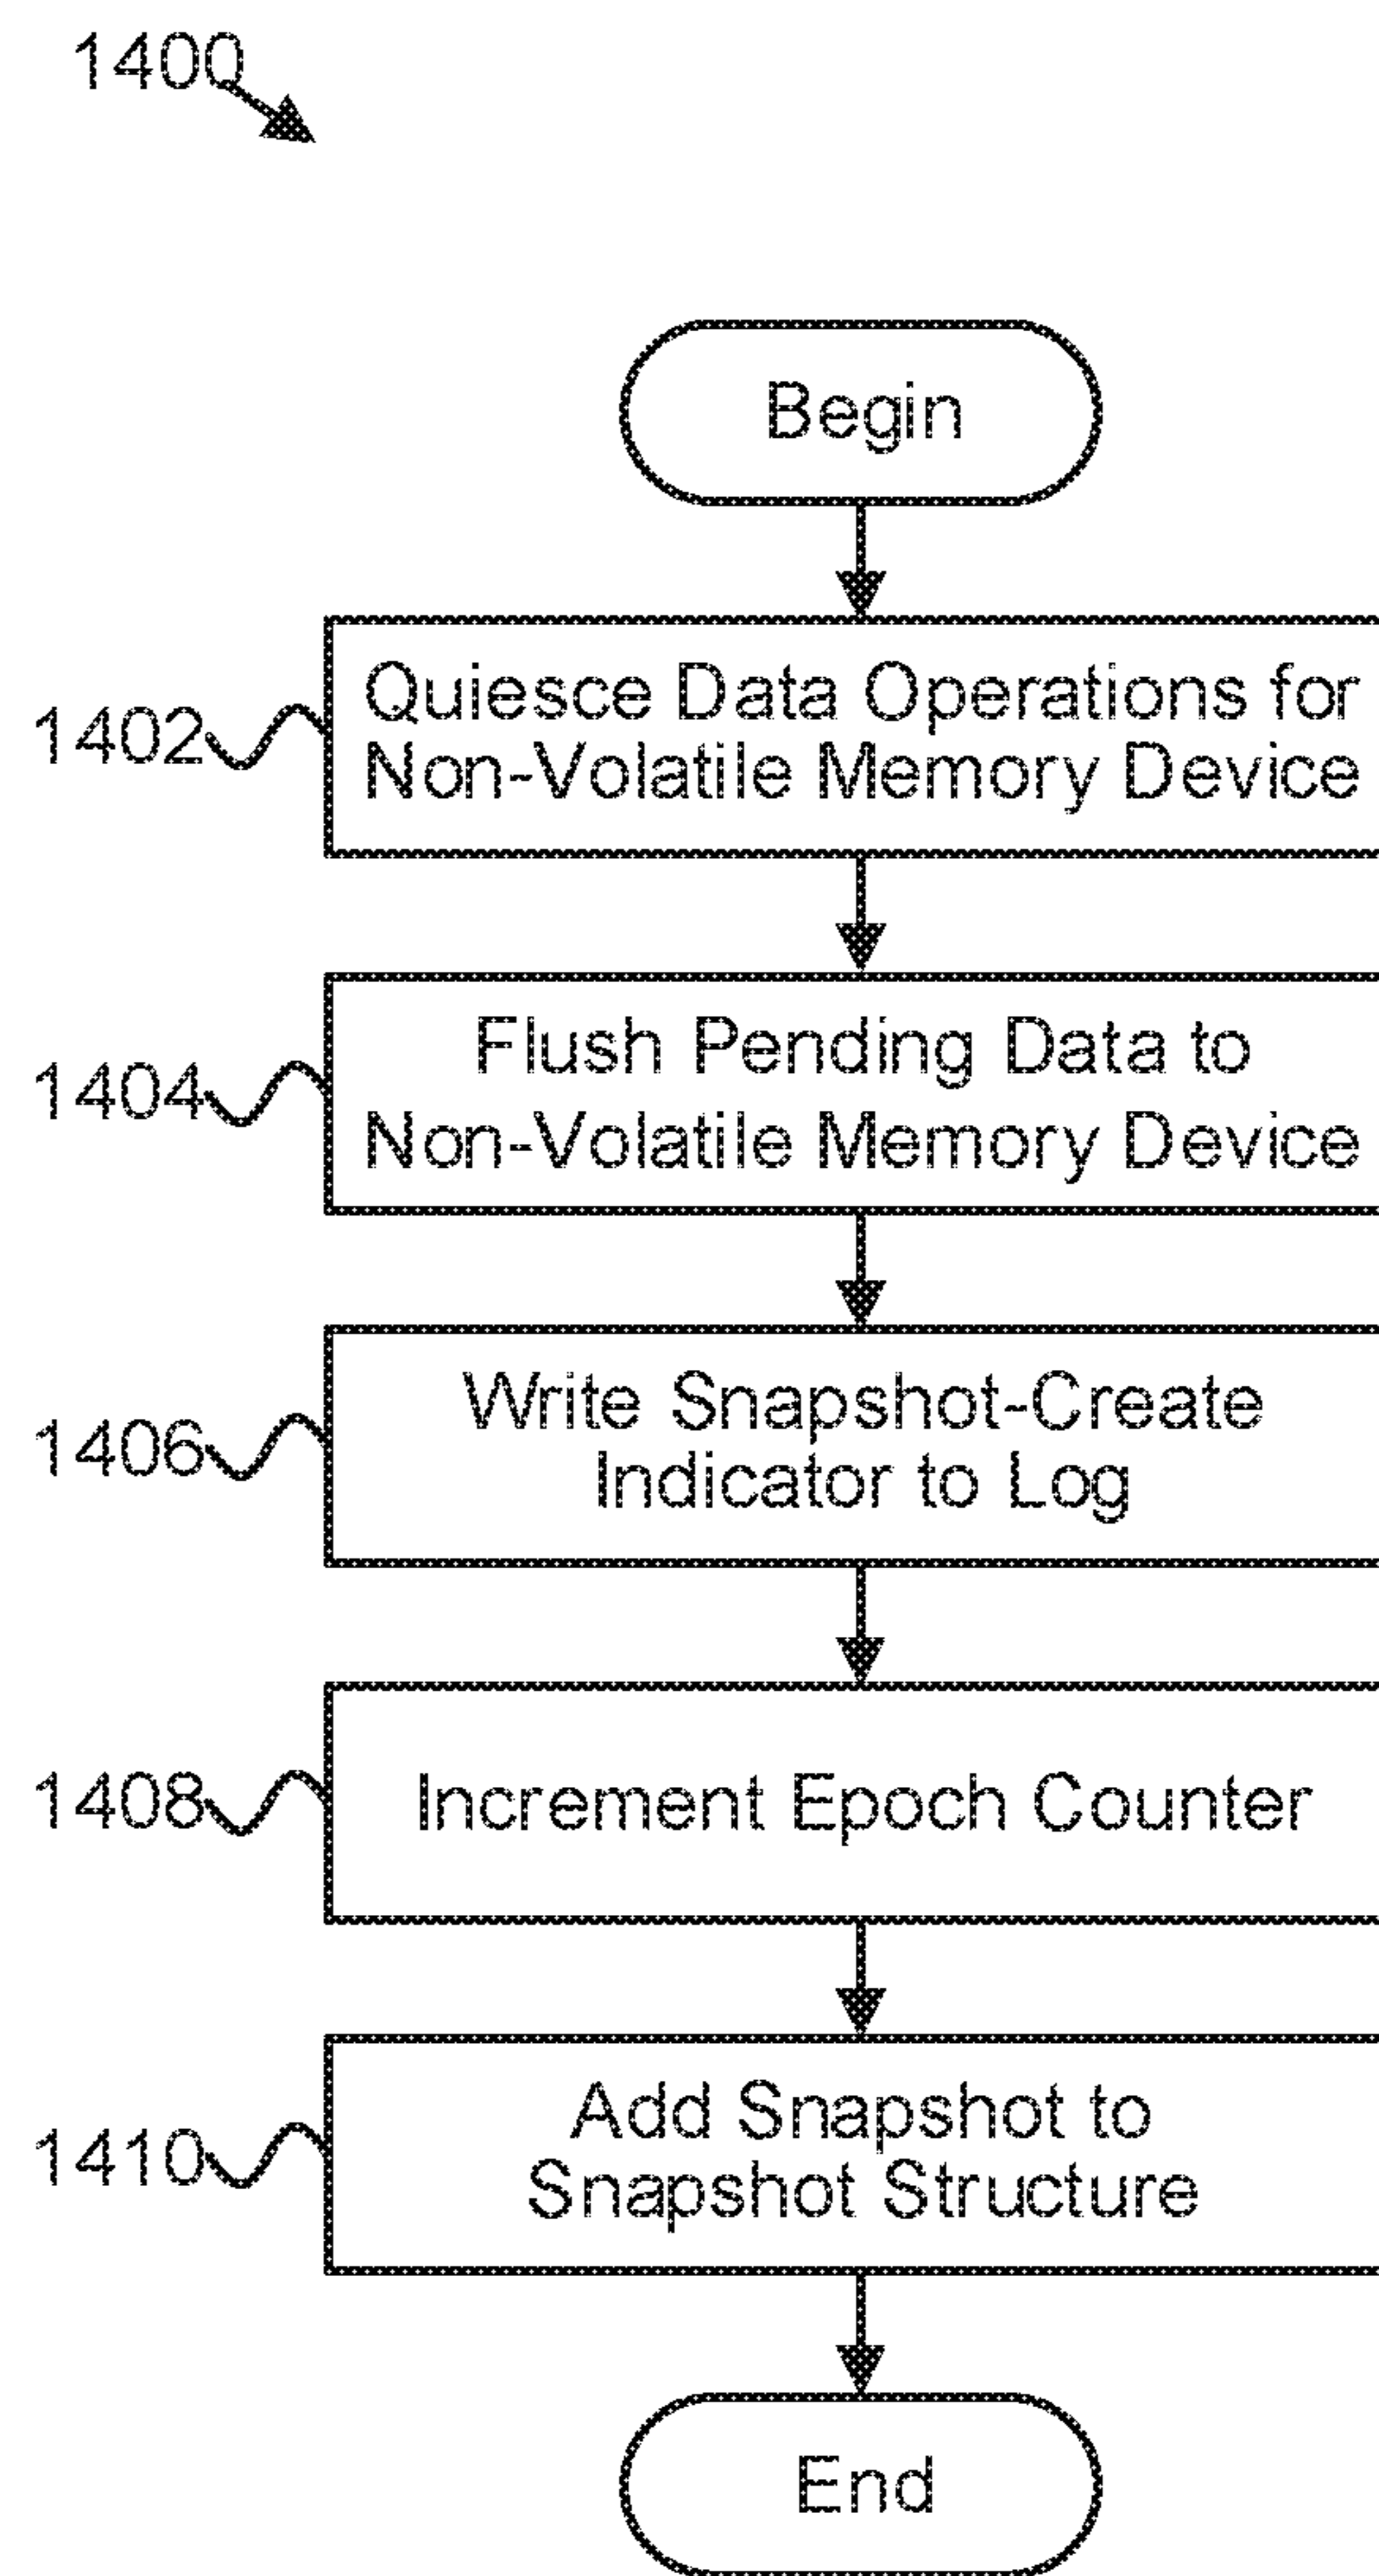 1400
Begin
1402
Quiesce Data Operations for
Non-Volatile Memory Device
1404
Flush Pending Data to
Non-Volatile Memory Device
1406
Write Snapshot-Create
Indicator to Log
1408
Increment Epoch Counter
1410
Add Snapshot to
Snapshot Structure
End